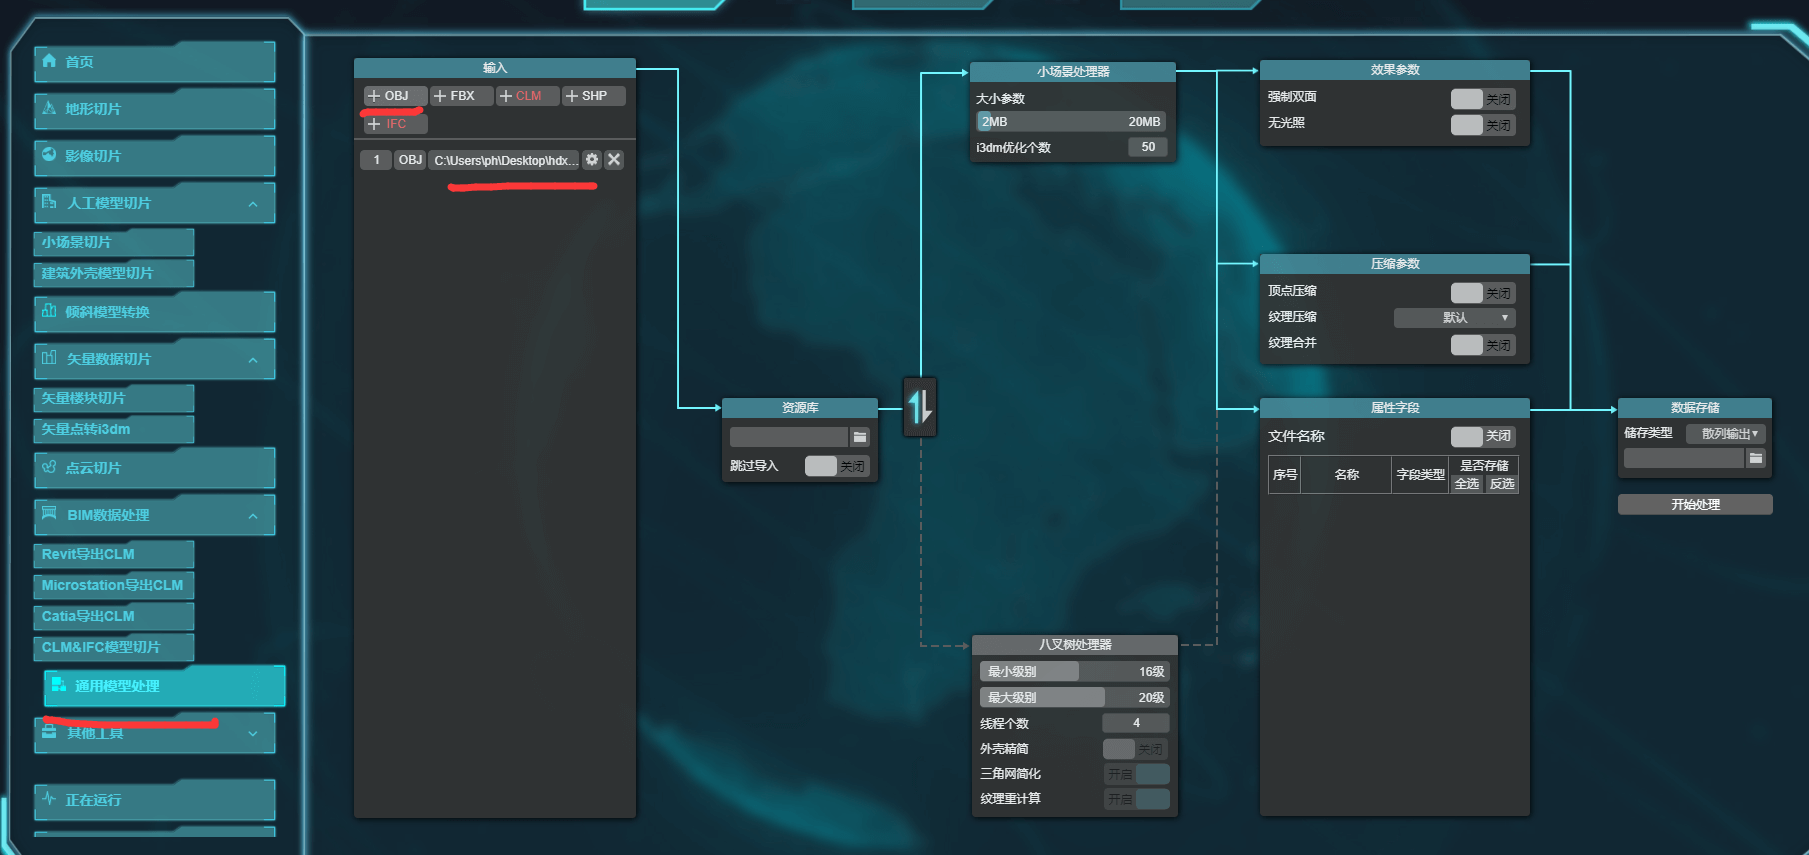 首页
地形切片
影像切片
人工模型切片
小场景切片
建筑外壳模型切片
倾斜模型转换
矢量数据切片
矢量楼块切片
矢量点转i3dm
点云切片
BIM数据处理
Revit导出CLM
Microstation导出CLM
Catia导出CLM
CLM&IFC模型切片
通用模型处理
其他工具
正在运行
输入
+ OBJ + FBX + CLM + SHP
+ IFC
1 OBJ C:\Users\ph\Desktop\hdx...
资源库
跳过导入 关闭
小场景处理器
大小参数
2MB 20MB
i3dm优化个数 50
八叉树处理器
最小级别 16级
最大级别 20级
线程个数 4
外壳精简 关闭
三角网简化 开启
纹理重计算 开启
效果参数
强制双面 关闭
无光照 关闭
压缩参数
顶点压缩 关闭
纹理压缩 默认
纹理合并 关闭
属性字段
文件名称 关闭
序号 名称 字段类型 是否存储
全选 反选
数据存储
储存类型 散列输出
开始处理